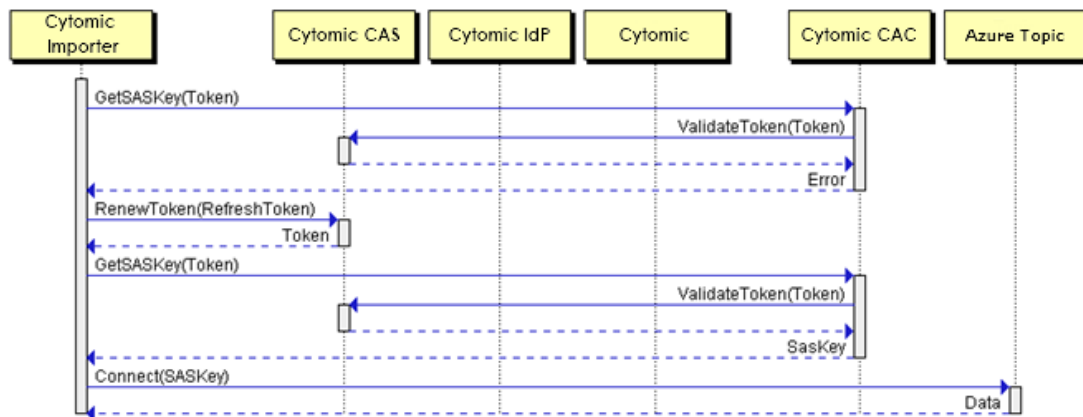 Cytomic
Importer
Cytomic CAS
Cytomic IdP
Cytomic
Cytomic CAC
Azure Topic
GetSASKey(Token)
ValidateToken(Token)
Error
RenewToken(RefreshToken)
Token
GetSASKey(Token)
ValidateToken(Token)
SasKey
Connect(SASKey)
Data